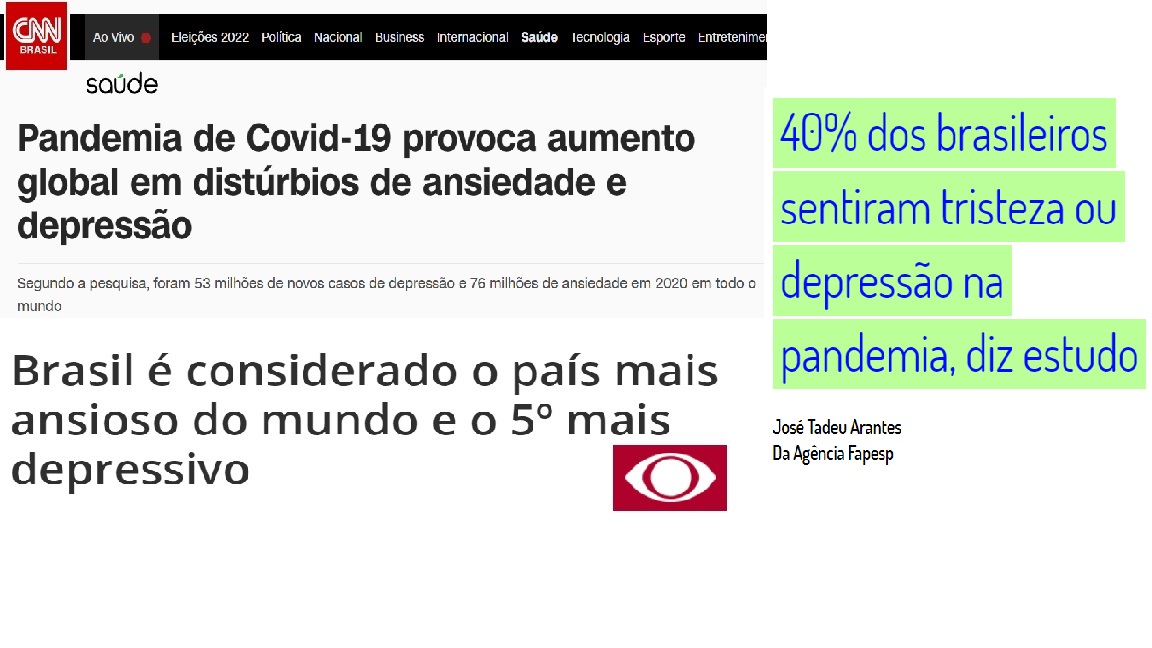 CNN
BRASIL
Ao Vivo Eleições 2022 Política Nacional Business Internacional Saúde Tecnologia Esporte Entretenimen
saúde
Pandemia de Covid-19 provoca aumento
global em distúrbios de ansiedade e
depressão
Segundo a pesquisa, foram 53 milhões de novos casos de depressão e 76 milhões de ansiedade em 2020 em todo o
mundo
Brasil é considerado o país mais
ansioso do mundo e o 5º mais
depressivo
40% dos brasileiros
sentiram tristeza ou
depressão na
pandemia, diz estudo
José Tadeu Arantes
Da Agência Fapesp